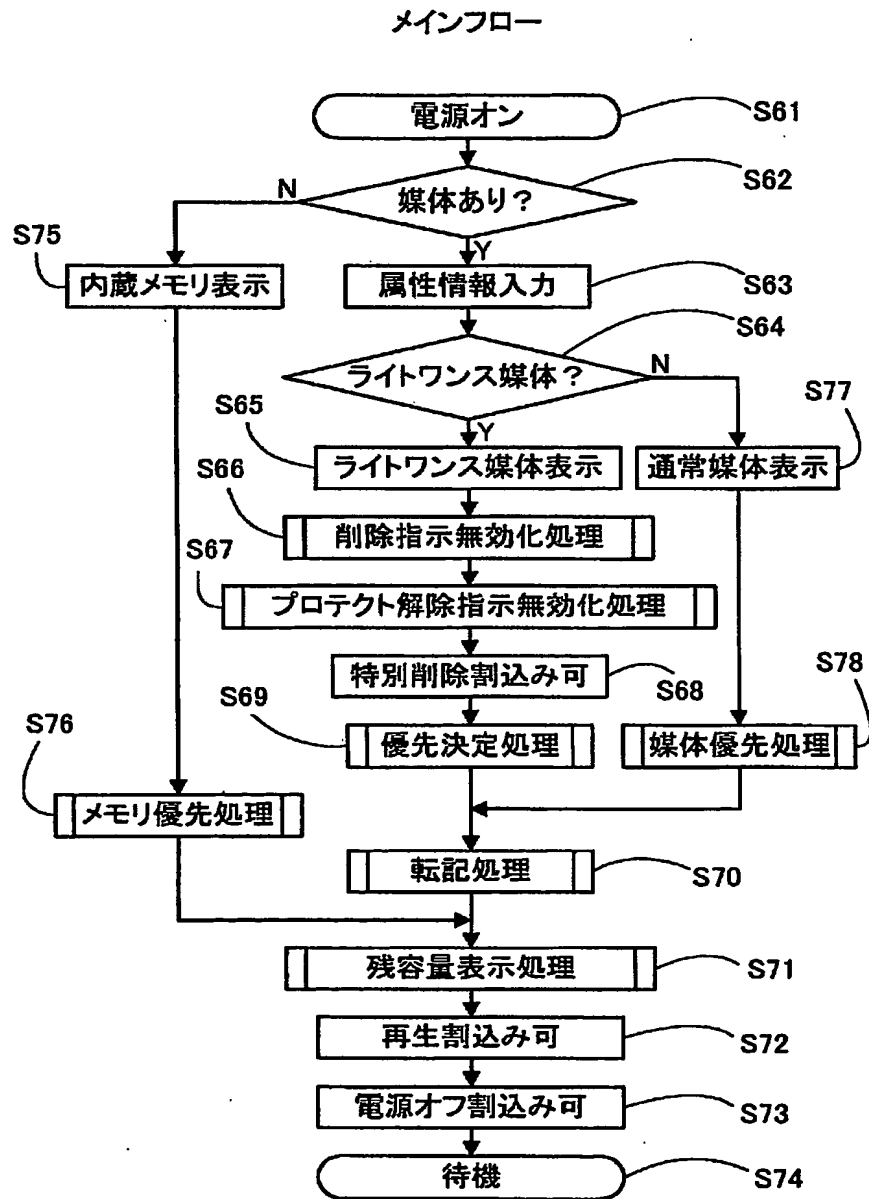 メインフロー
電源オン
S61
媒体あり?
S62
N
Y
S75
内蔵メモリ表示
属性情報入力
S63
S64
ライトワンス媒体?
N
Y
S65
S77
ライトワンス媒体表示
通常媒体表示
S66
削除指示無効化処理
S67
プロテクト解除指示無効化処理
特別削除割込み可
S68
S78
S69
優先決定処理
媒体優先処理
S76
メモリ優先処理
転記処理
S70
残容量表示処理
S71
再生割込み可
S72
電源オフ割込み可
S73
待機
S74